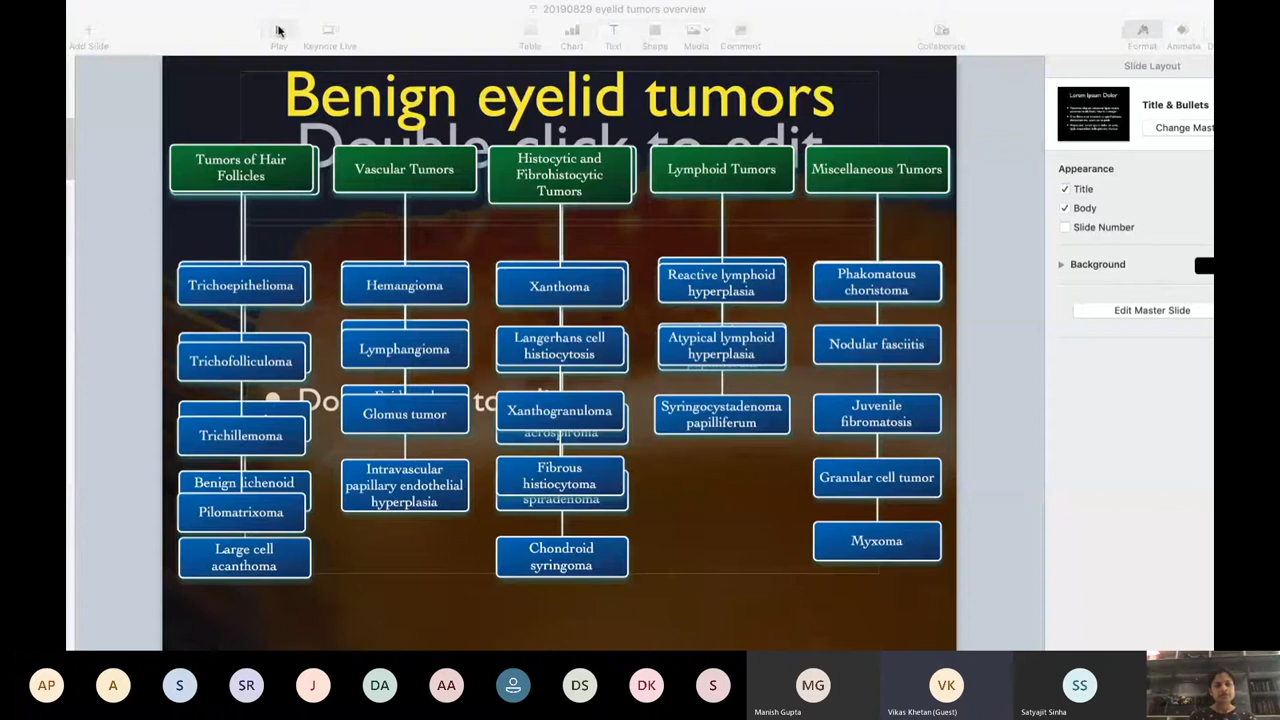 20190829 eyelid tumors overview
Add Slide
Play
Keynote Live
Table
Chart
Text
Shape
Media
Comment
Collaborate
Format
Animate
Slide Layout
Title & Bullets
Change Mast
Appearance
Title
Body
Slide Number
Background
Edit Master Slide
Benign eyelid tumors
Double-click to edit
Tumors of Hair
Follicles
Trichoepithelioma
Trichofolliculoma
Trichillemoma
Benign lichenoid
Pilomatrixoma
Large cell
acanthoma
Vascular Tumors
Hemangioma
Lymphangioma
Glomus tumor
Intravascular
papillary endothelial
hyperplasia
Histocytic and
Fibrohistocytic
Tumors
Xanthoma
Langerhans cell
histiocytosis
Xanthogranuloma
acrospiroma
Fibrous
histiocytoma
spiradenoma
Chondroid
syringoma
Lymphoid Tumors
Reactive lymphoid
hyperplasia
Atypical lymphoid
hyperplasia
Syringocystadenoma
papilliferum
Miscellaneous Tumors
Phakomatous
choristoma
Nodular fasciitis
Juvenile
fibromatosis
Granular cell tumor
Myxoma
AP
A
S
SR
J
DA
AA
DS
DK
S
MG
Manish Gupta
VK
Vikas Khetan (Guest)
SS
Satyajit Sinha